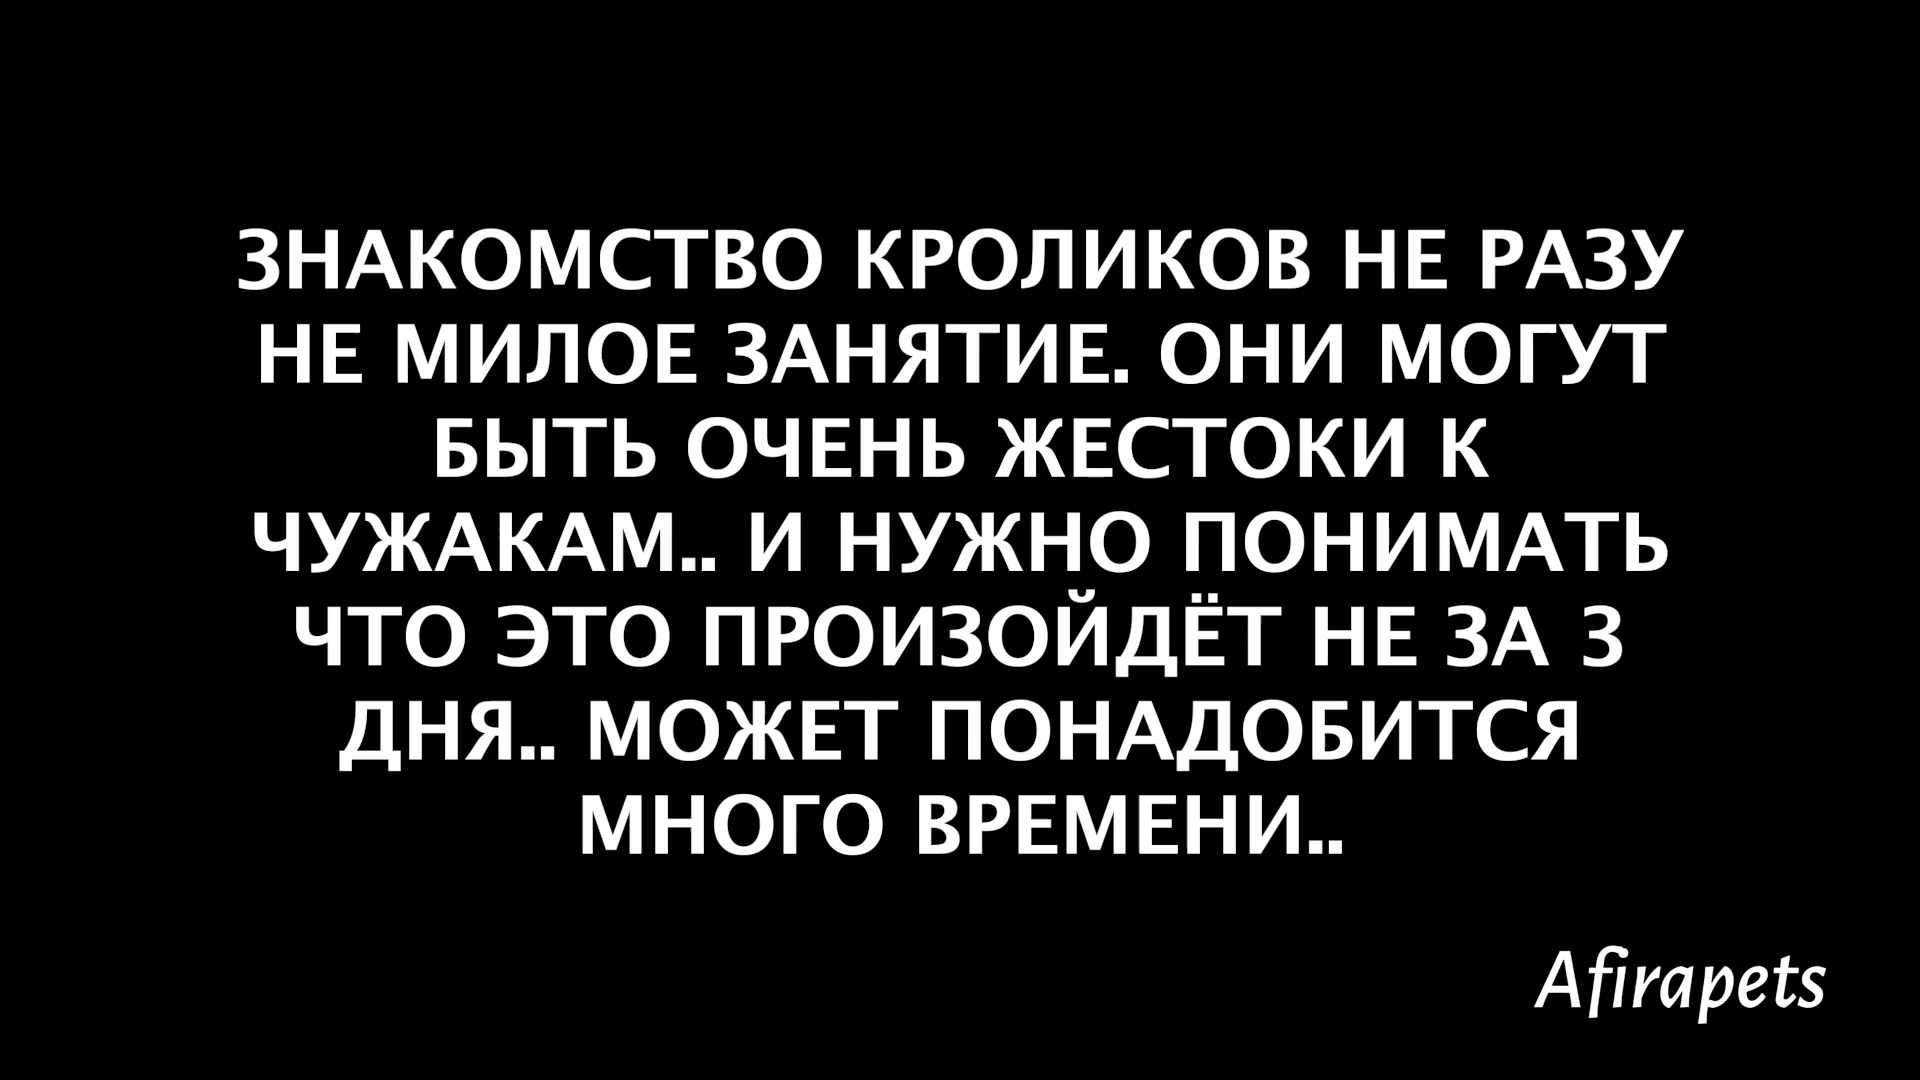 ЗНАКОМСТВО КРОЛИКОВ НЕ РАЗУ
НЕ МИЛОЕ ЗАНЯТИЕ. ОНИ МОГУТ
БЫТЬ ОЧЕНЬ ЖЕСТОКИ К
ЧУЖАКАМ.. И НУЖНО ПОНИМАТЬ
ЧТО ЭТО ПРОИЗОЙДЁТ НЕ ЗА 3
ДНЯ.. МОЖЕТ ПОНАДОБИТСЯ
МНОГО ВРЕМЕНИ..
Afirapets